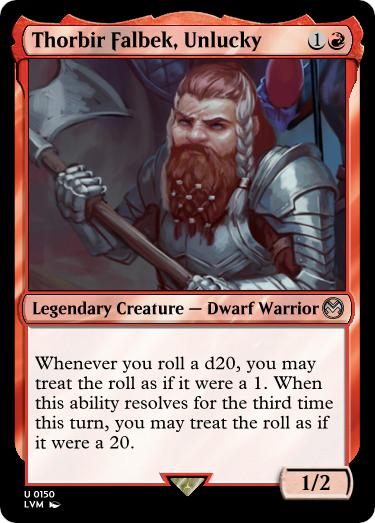 Thorbir Falbek, Unlucky 1
Legendary Creature — Dwarf Warrior
Whenever you roll a d20, you may
treat the roll as if it were a 1. When
this ability resolves for the third time
this turn, you may treat the roll as if
it were a 20.
1/2
U 0150
LVM